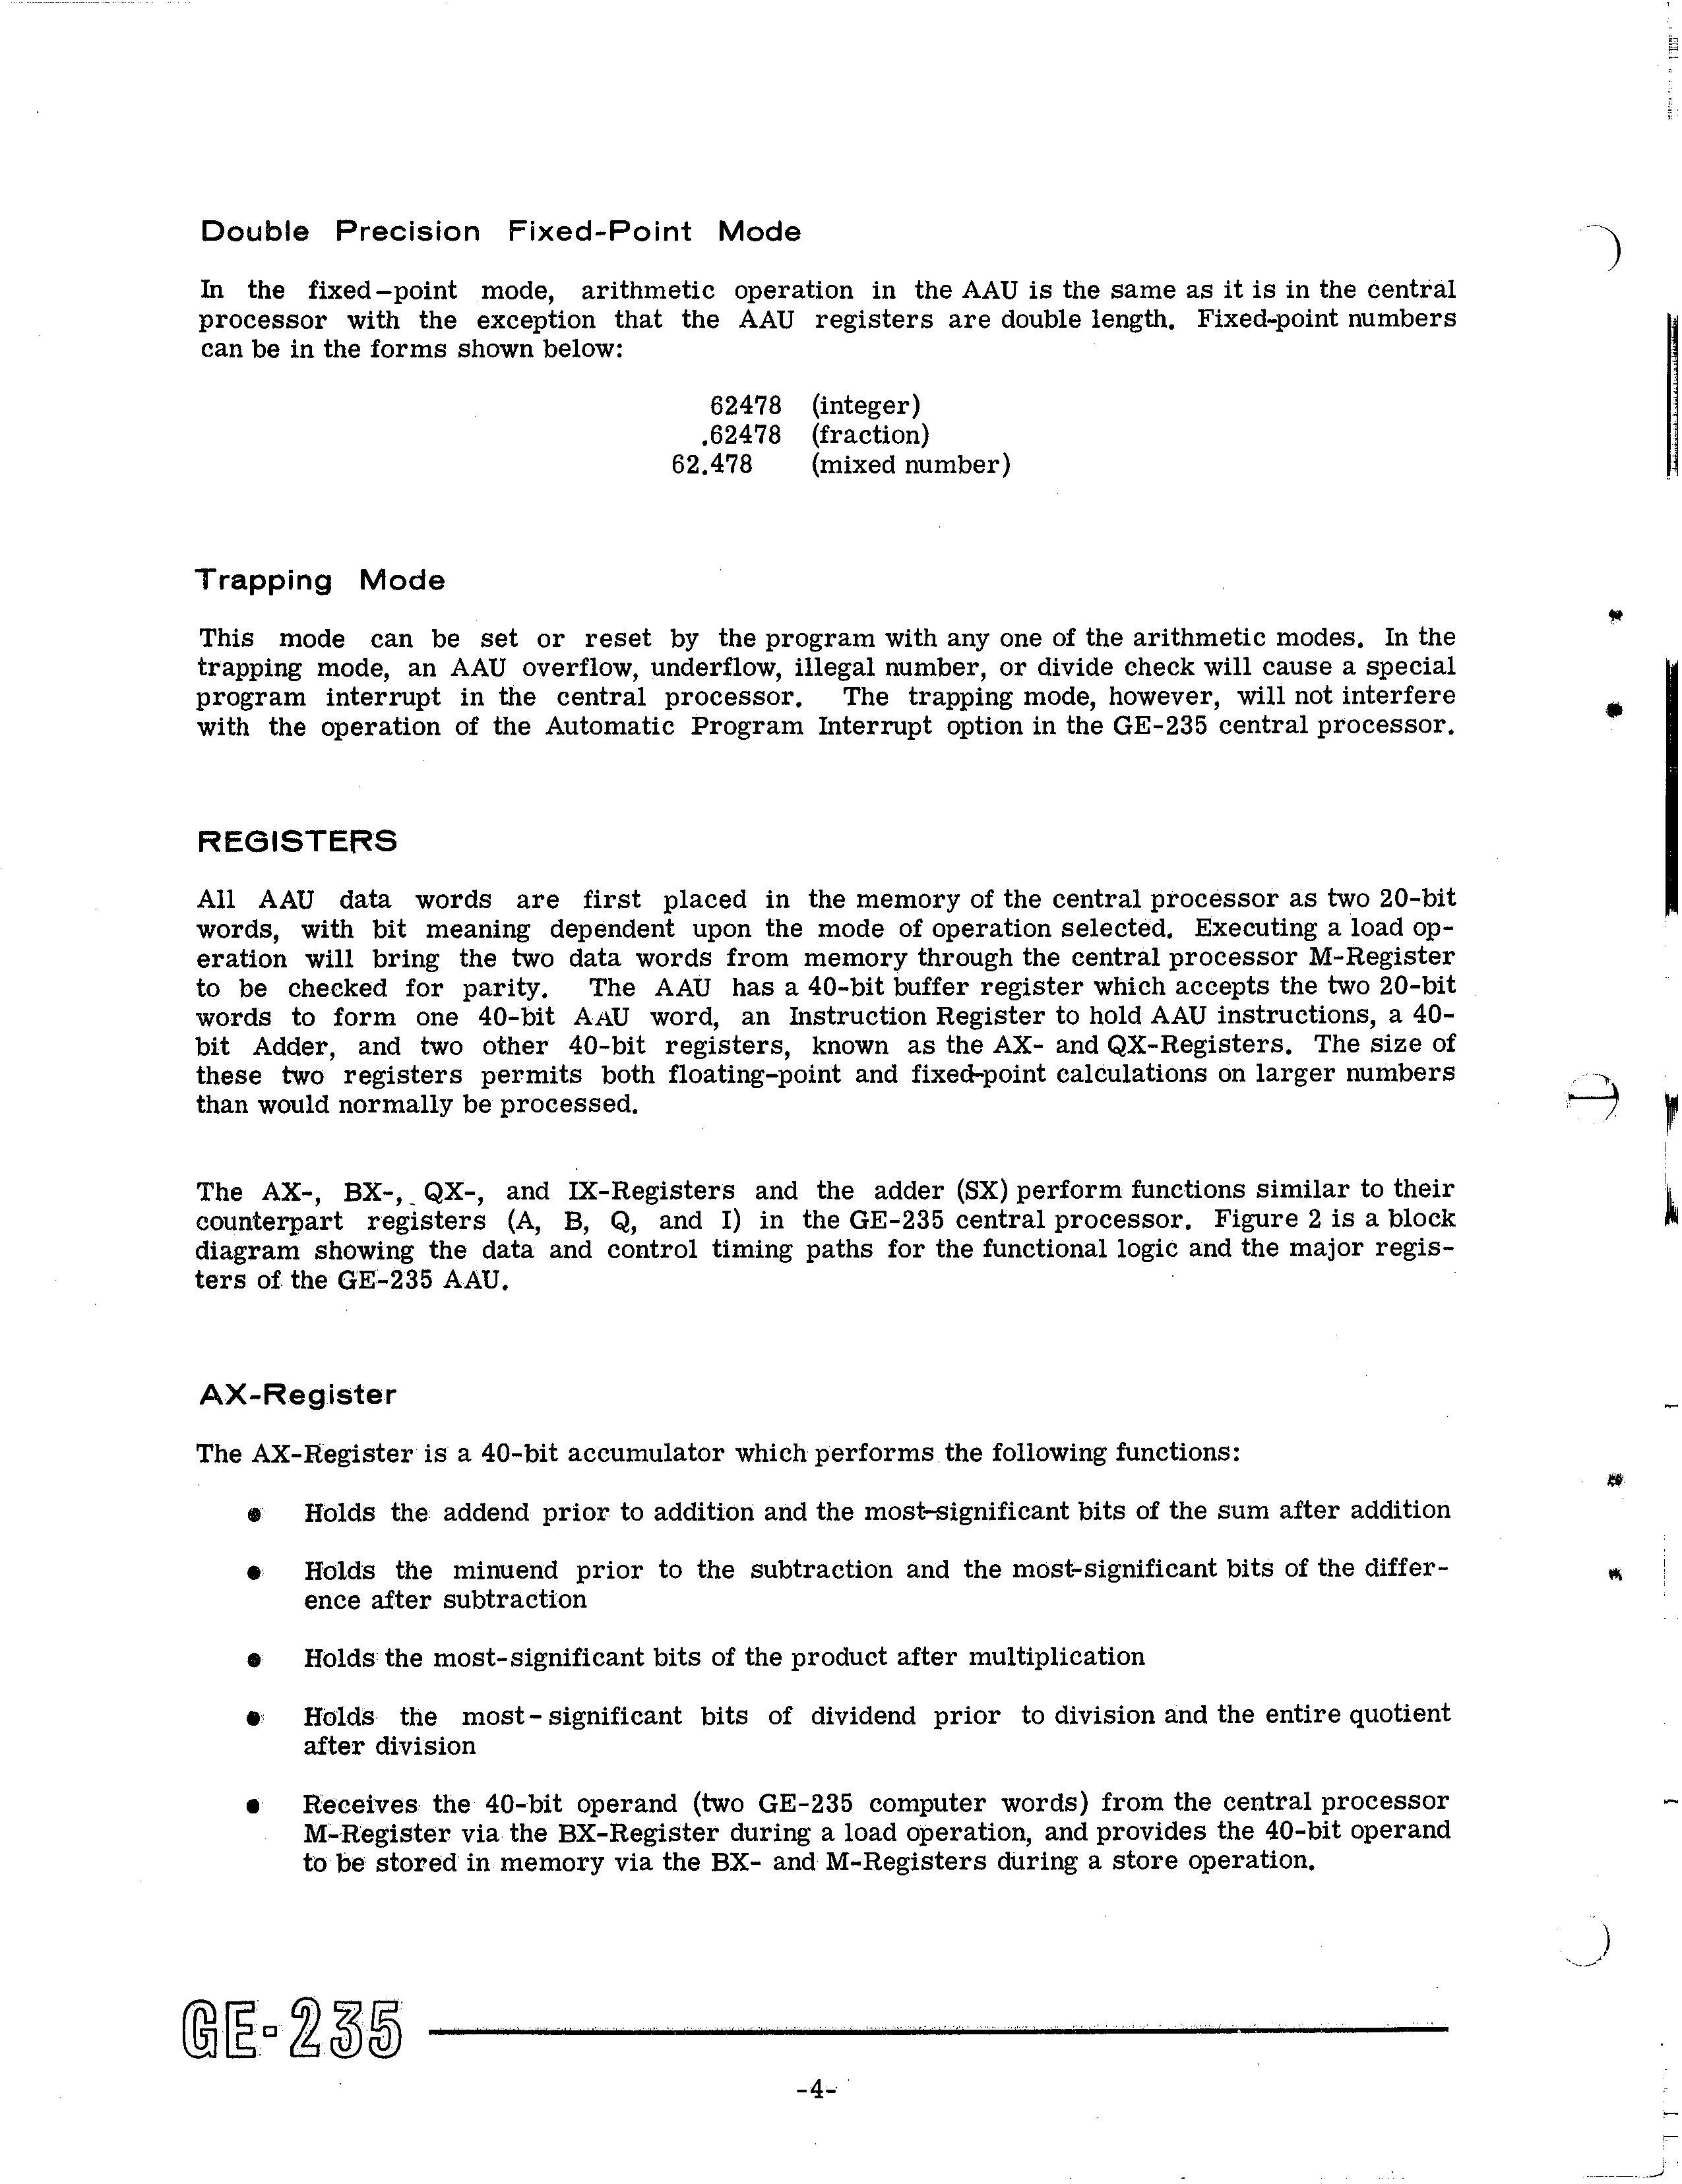 Double Precision Fixed-Point Mode
In the fixed-point mode, arithmetic operation in the AAU is the same as it is in the central
processor with the exception that the AAU registers are double length. Fixed-point numbers
can be in the forms shown below:
62478 (integer)
.62478 (fraction)
62.478 (mixed number)
Trapping Mode
This mode can be set or reset by the program with any one of the arithmetic modes. In the
trapping mode, an AAU overflow, underflow, illegal number, or divide check will cause a special
program interrupt in the central processor. The trapping mode, however, will not interfere
with the operation of the Automatic Program Interrupt option in the GE-235 central processor.
REGISTERS
All AAU data words are first placed in the memory of the central processor as two 20-bit
words, with bit meaning dependent upon the mode of operation selected. Executing a load op-
eration will bring the two data words from memory through the central processor M-Register
to be checked for parity. The AAU has a 40-bit buffer register which accepts the two 20-bit
words to form one 40-bit AAU word, an Instruction Register to hold AAU instructions, a 40-
bit Adder, and two other 40-bit registers, known as the AX- and QX-Registers. The size of
these two registers permits both floating-point and fixed-point calculations on larger numbers
than would normally be processed.
The AX-, BX-, QX-, and IX-Registers and the adder (SX) perform functions similar to their
counterpart registers (A, B, Q, and I) in the GE-235 central processor. Figure 2 is a block
diagram showing the data and control timing paths for the functional logic and the major regis-
ters of the GE-235 AAU.
AX-Register
The AX-Register is a 40-bit accumulator which performs the following functions:
● Holds the addend prior to addition and the most-significant bits of the sum after addition
● Holds the minuend prior to the subtraction and the most-significant bits of the differ-
ence after subtraction
● Holds the most-significant bits of the product after multiplication
● Holds the most-significant bits of dividend prior to division and the entire quotient
after division
● Receives the 40-bit operand (two GE-235 computer words) from the central processor
M-Register via the BX-Register during a load operation, and provides the 40-bit operand
to be stored in memory via the BX- and M-Registers during a store operation.
GE-235
-4-